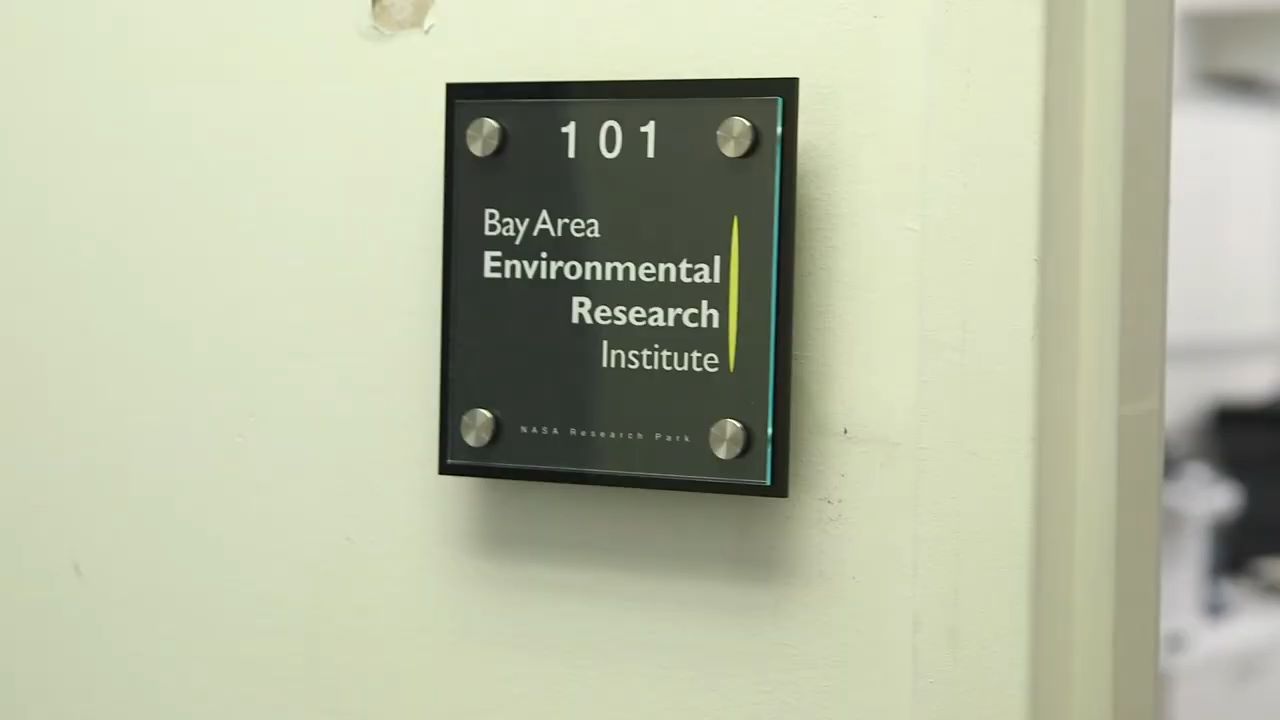 101
Bay Area
Environmental
Research
Institute
NASA Research Park